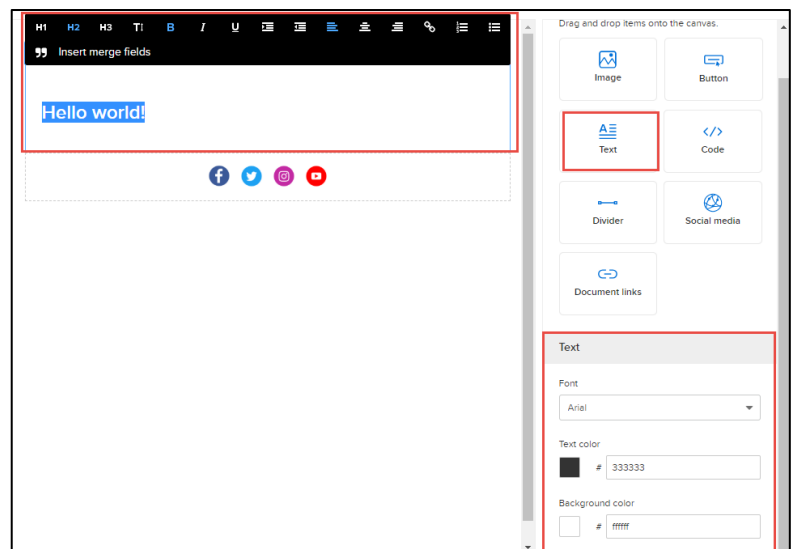 H1 H2 H3 TI B I U
Insert merge fields
Hello world!
Drag and drop items onto the canvas.
Image
Button
Text
Code
Divider
Social media
Document links
Text
Font
Arial
Text color
# 333333
Background color
# ffffff